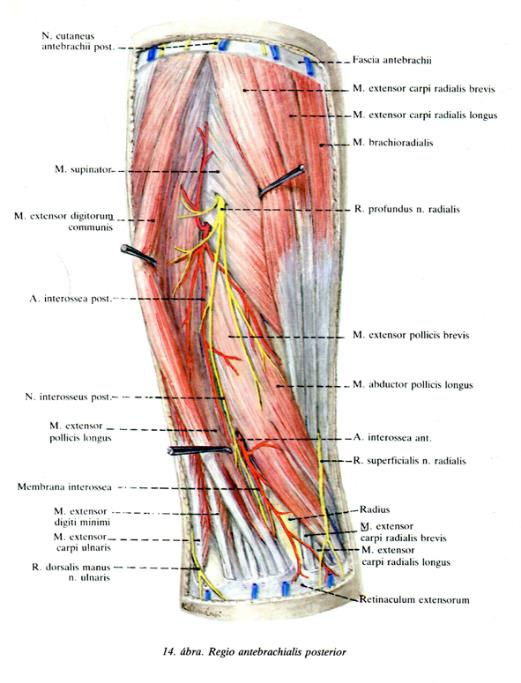 N. cutaneus
antebrachii post.
M. supinator
M. extensor digitorum
communis
A. interossea post.
N. interosseus post.
M. extensor
pollicis longus
Membrana interossea
M. extensor
digiti minimi
M. extensor
carpi ulnaris
R. dorsalis manus
n. ulnaris
Fascia antebrachii
M. extensor carpi radialis brevis
M. extensor carpi radialis longus
M. brachioradialis
R. profundus n. radialis
M. extensor pollicis brevis
M. abductor pollicis longus
A. interossea ant.
R. superficialis n. radialis
Radius
M. extensor
carpi radialis brevis
M. extensor
carpi radialis longus
Retinaculum extensorum
14. ábra. Regio antebrachialis posterior